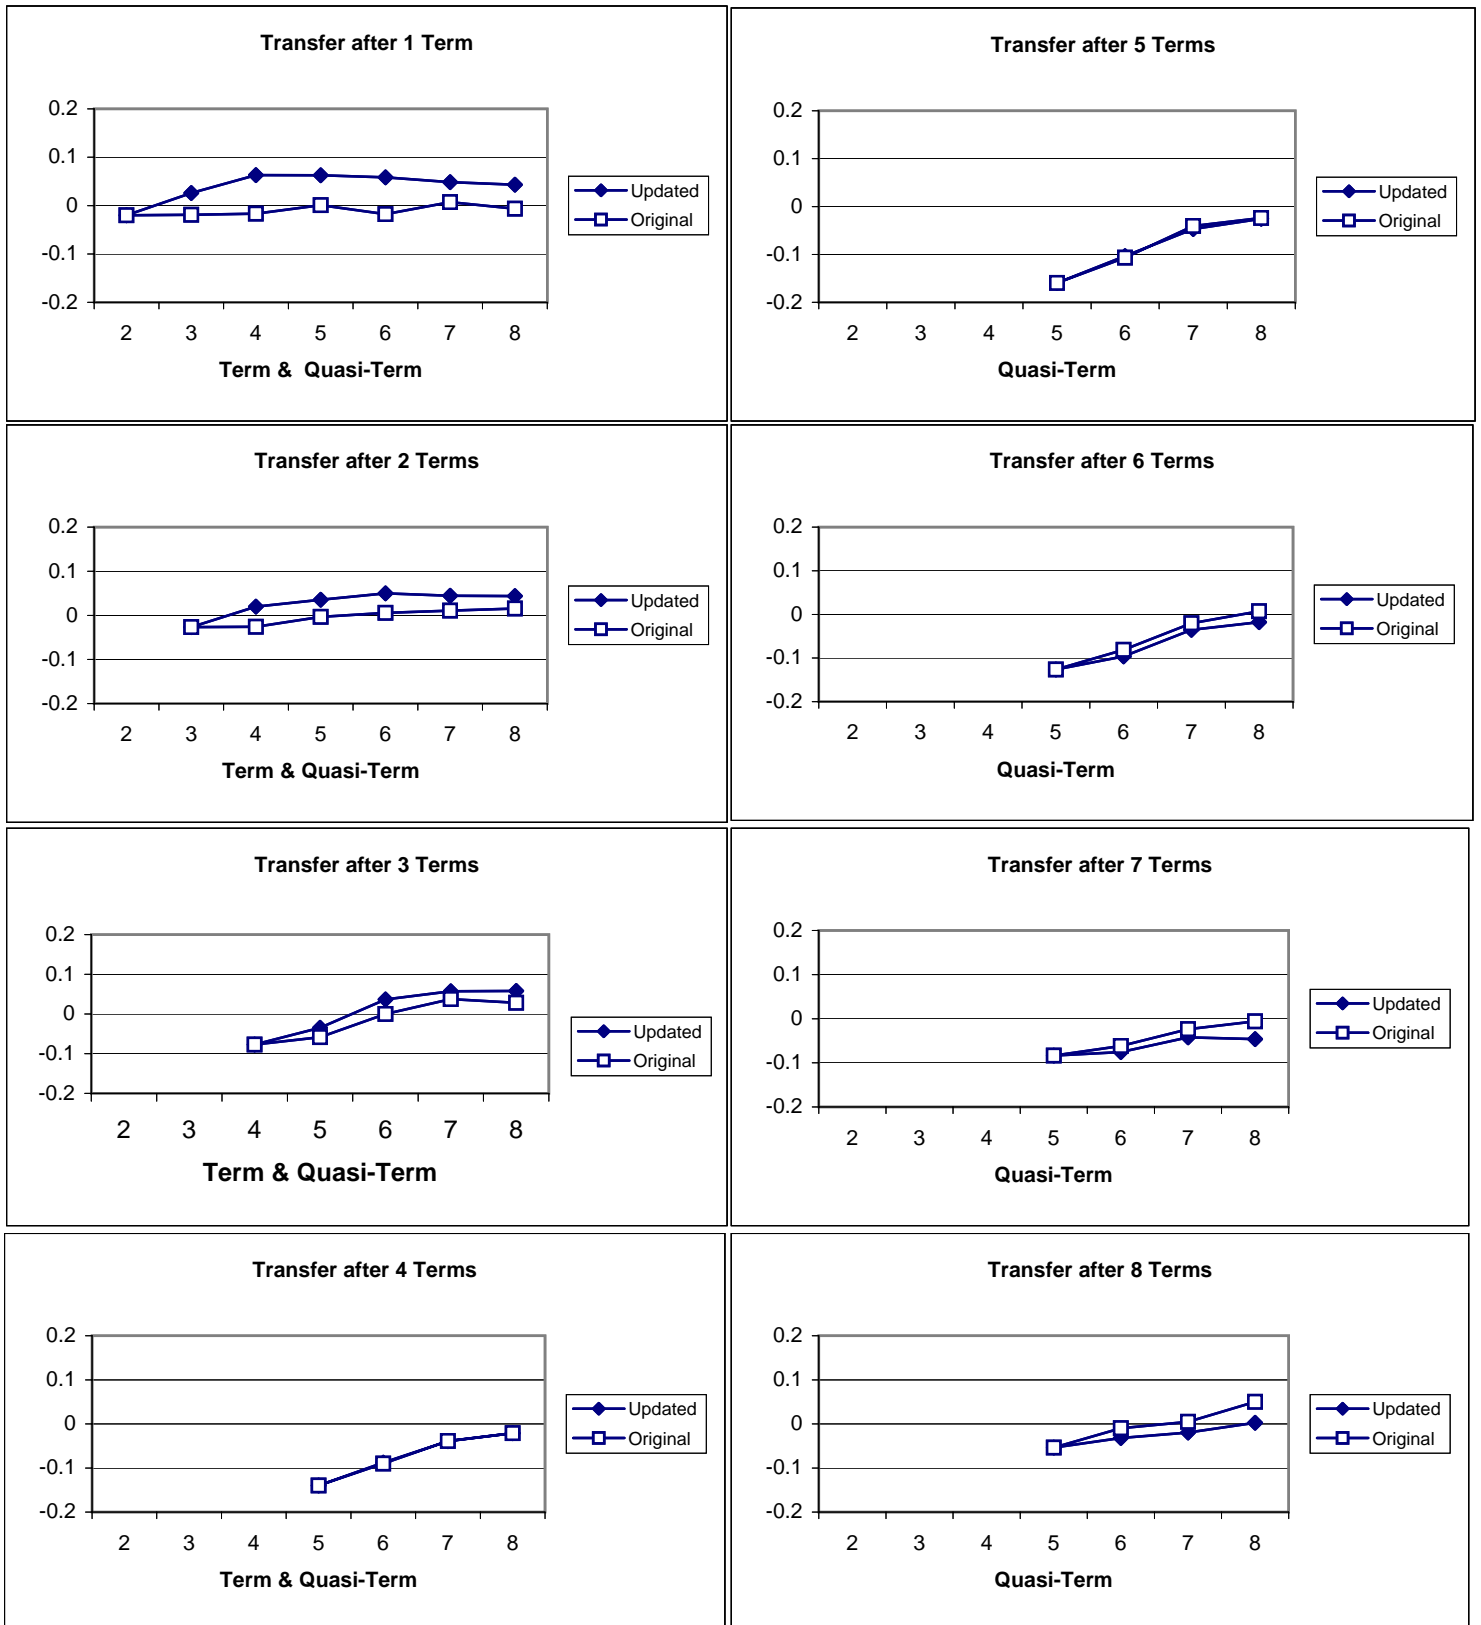 Transfer after 1 Term
0.2
0.1
0
-0.1
-0.2
2 3 4 5 6 7 8
Term & Quasi-Term
Updated
Original
Transfer after 5 Terms
0.2
0.1
0
-0.1
-0.2
2 3 4 5 6 7 8
Quasi-Term
Updated
Original
Transfer after 2 Terms
0.2
0.1
0
-0.1
-0.2
2 3 4 5 6 7 8
Term & Quasi-Term
Updated
Original
Transfer after 6 Terms
0.2
0.1
0
-0.1
-0.2
2 3 4 5 6 7 8
Quasi-Term
Updated
Original
Transfer after 3 Terms
0.2
0.1
0
-0.1
-0.2
2 3 4 5 6 7 8
Term & Quasi-Term
Updated
Original
Transfer after 7 Terms
0.2
0.1
0
-0.1
-0.2
2 3 4 5 6 7 8
Quasi-Term
Updated
Original
Transfer after 4 Terms
0.2
0.1
0
-0.1
-0.2
2 3 4 5 6 7 8
Term & Quasi-Term
Updated
Original
Transfer after 8 Terms
0.2
0.1
0
-0.1
-0.2
2 3 4 5 6 7 8
Quasi-Term
Updated
Original